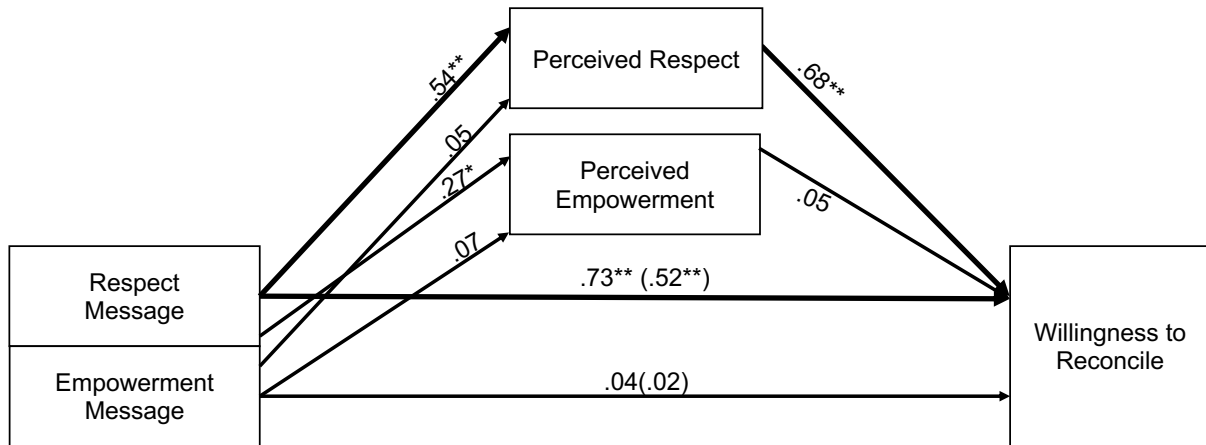 Perceived Respect
.54**
.68**
.05
Perceived
Empowerment
.27*
.05
.07
Respect
Message
.73** (.52**)
Willingness to
Reconcile
Empowerment
Message
.04(.02)